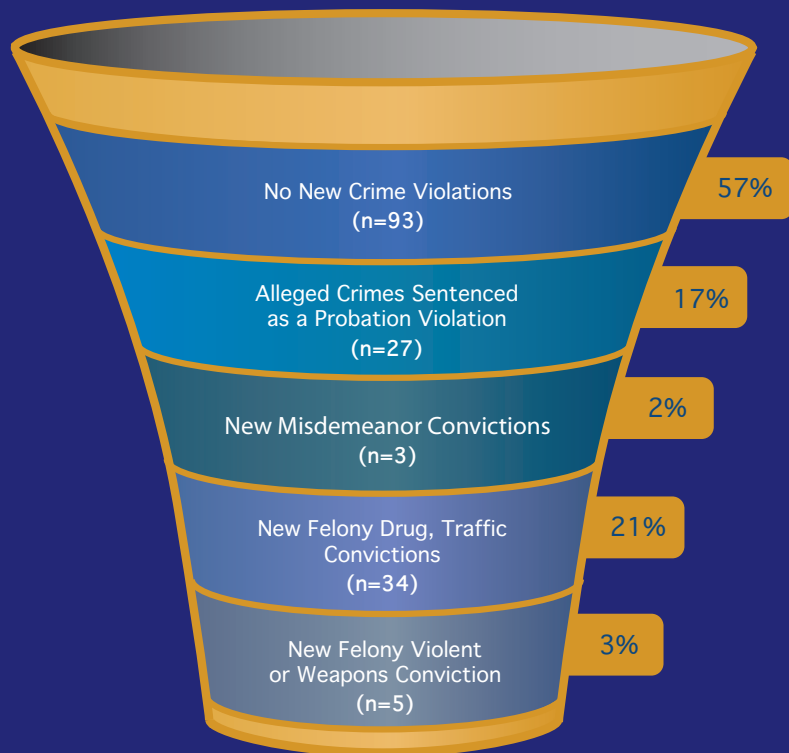 No New Crime Violations
(n=93)
57%
Alleged Crimes Sentenced
as a Probation Violation
(n=27)
17%
New Misdemeanor Convictions
(n=3)
2%
New Felony Drug, Traffic
Convictions
(n=34)
21%
New Felony Violent
or Weapons Conviction
(n=5)
3%